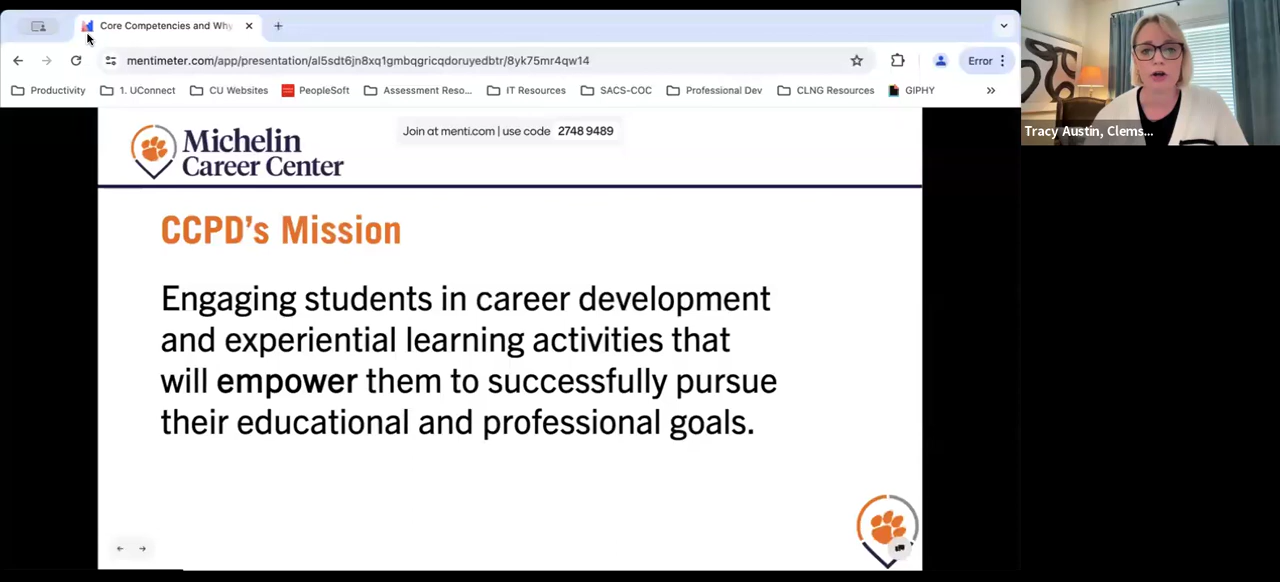 Core Competencies and Why
mentimeter.com/app/presentation/al5sdt6jn8xq1gmbqgricqdoruyedbtr/8yk75mr4qw14
Error
Productivity
1. UConnect
CU Websites
PeopleSoft
Assessment Reso...
IT Resources
SACS-COC
Professional Dev
CLNG Resources
GIPHY
Tracy Austin, Clems...
Michelin
Career Center
Join at menti.com | use code 2748 9489
CCPD's Mission
Engaging students in career development
and experiential learning activities that
will empower them to successfully pursue
their educational and professional goals.